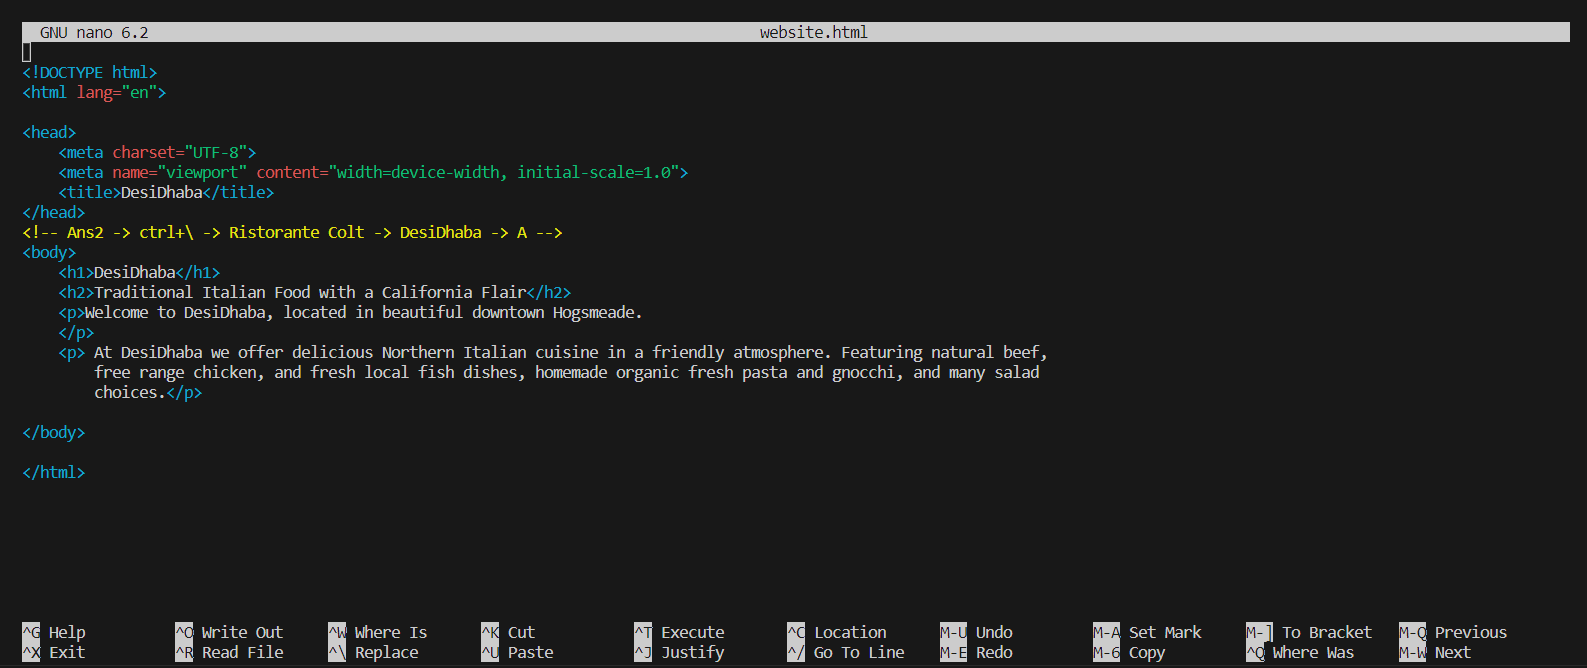 GNU nano 6.2 website.html
<!DOCTYPE html>
<html lang="en">
<head>
    <meta charset="UTF-8">
    <meta name="viewport" content="width=device-width, initial-scale=1.0">
    <title>DesiDhaba</title>
</head>
<!-- Ans2 -> ctrl+\ -> Ristorante Colt -> DesiDhaba -> A -->
<body>
    <h1>DesiDhaba</h1>
    <h2>Traditional Italian Food with a California Flair</h2>
    <p>Welcome to DesiDhaba, located in beautiful downtown Hogsmeade.
    </p>
    <p> At DesiDhaba we offer delicious Northern Italian cuisine in a friendly atmosphere. Featuring natural beef,
        free range chicken, and fresh local fish dishes, homemade organic fresh pasta and gnocchi, and many salad
        choices.</p>
</body>
</html>
^G Help ^O Write Out ^W Where Is ^K Cut ^T Execute ^C Location M-U Undo M-A Set Mark M-] To Bracket M-Q Previous
^X Exit ^R Read File ^\ Replace ^U Paste ^J Justify ^/ Go To Line M-E Redo M-6 Copy ^Q Where Was M-W Next